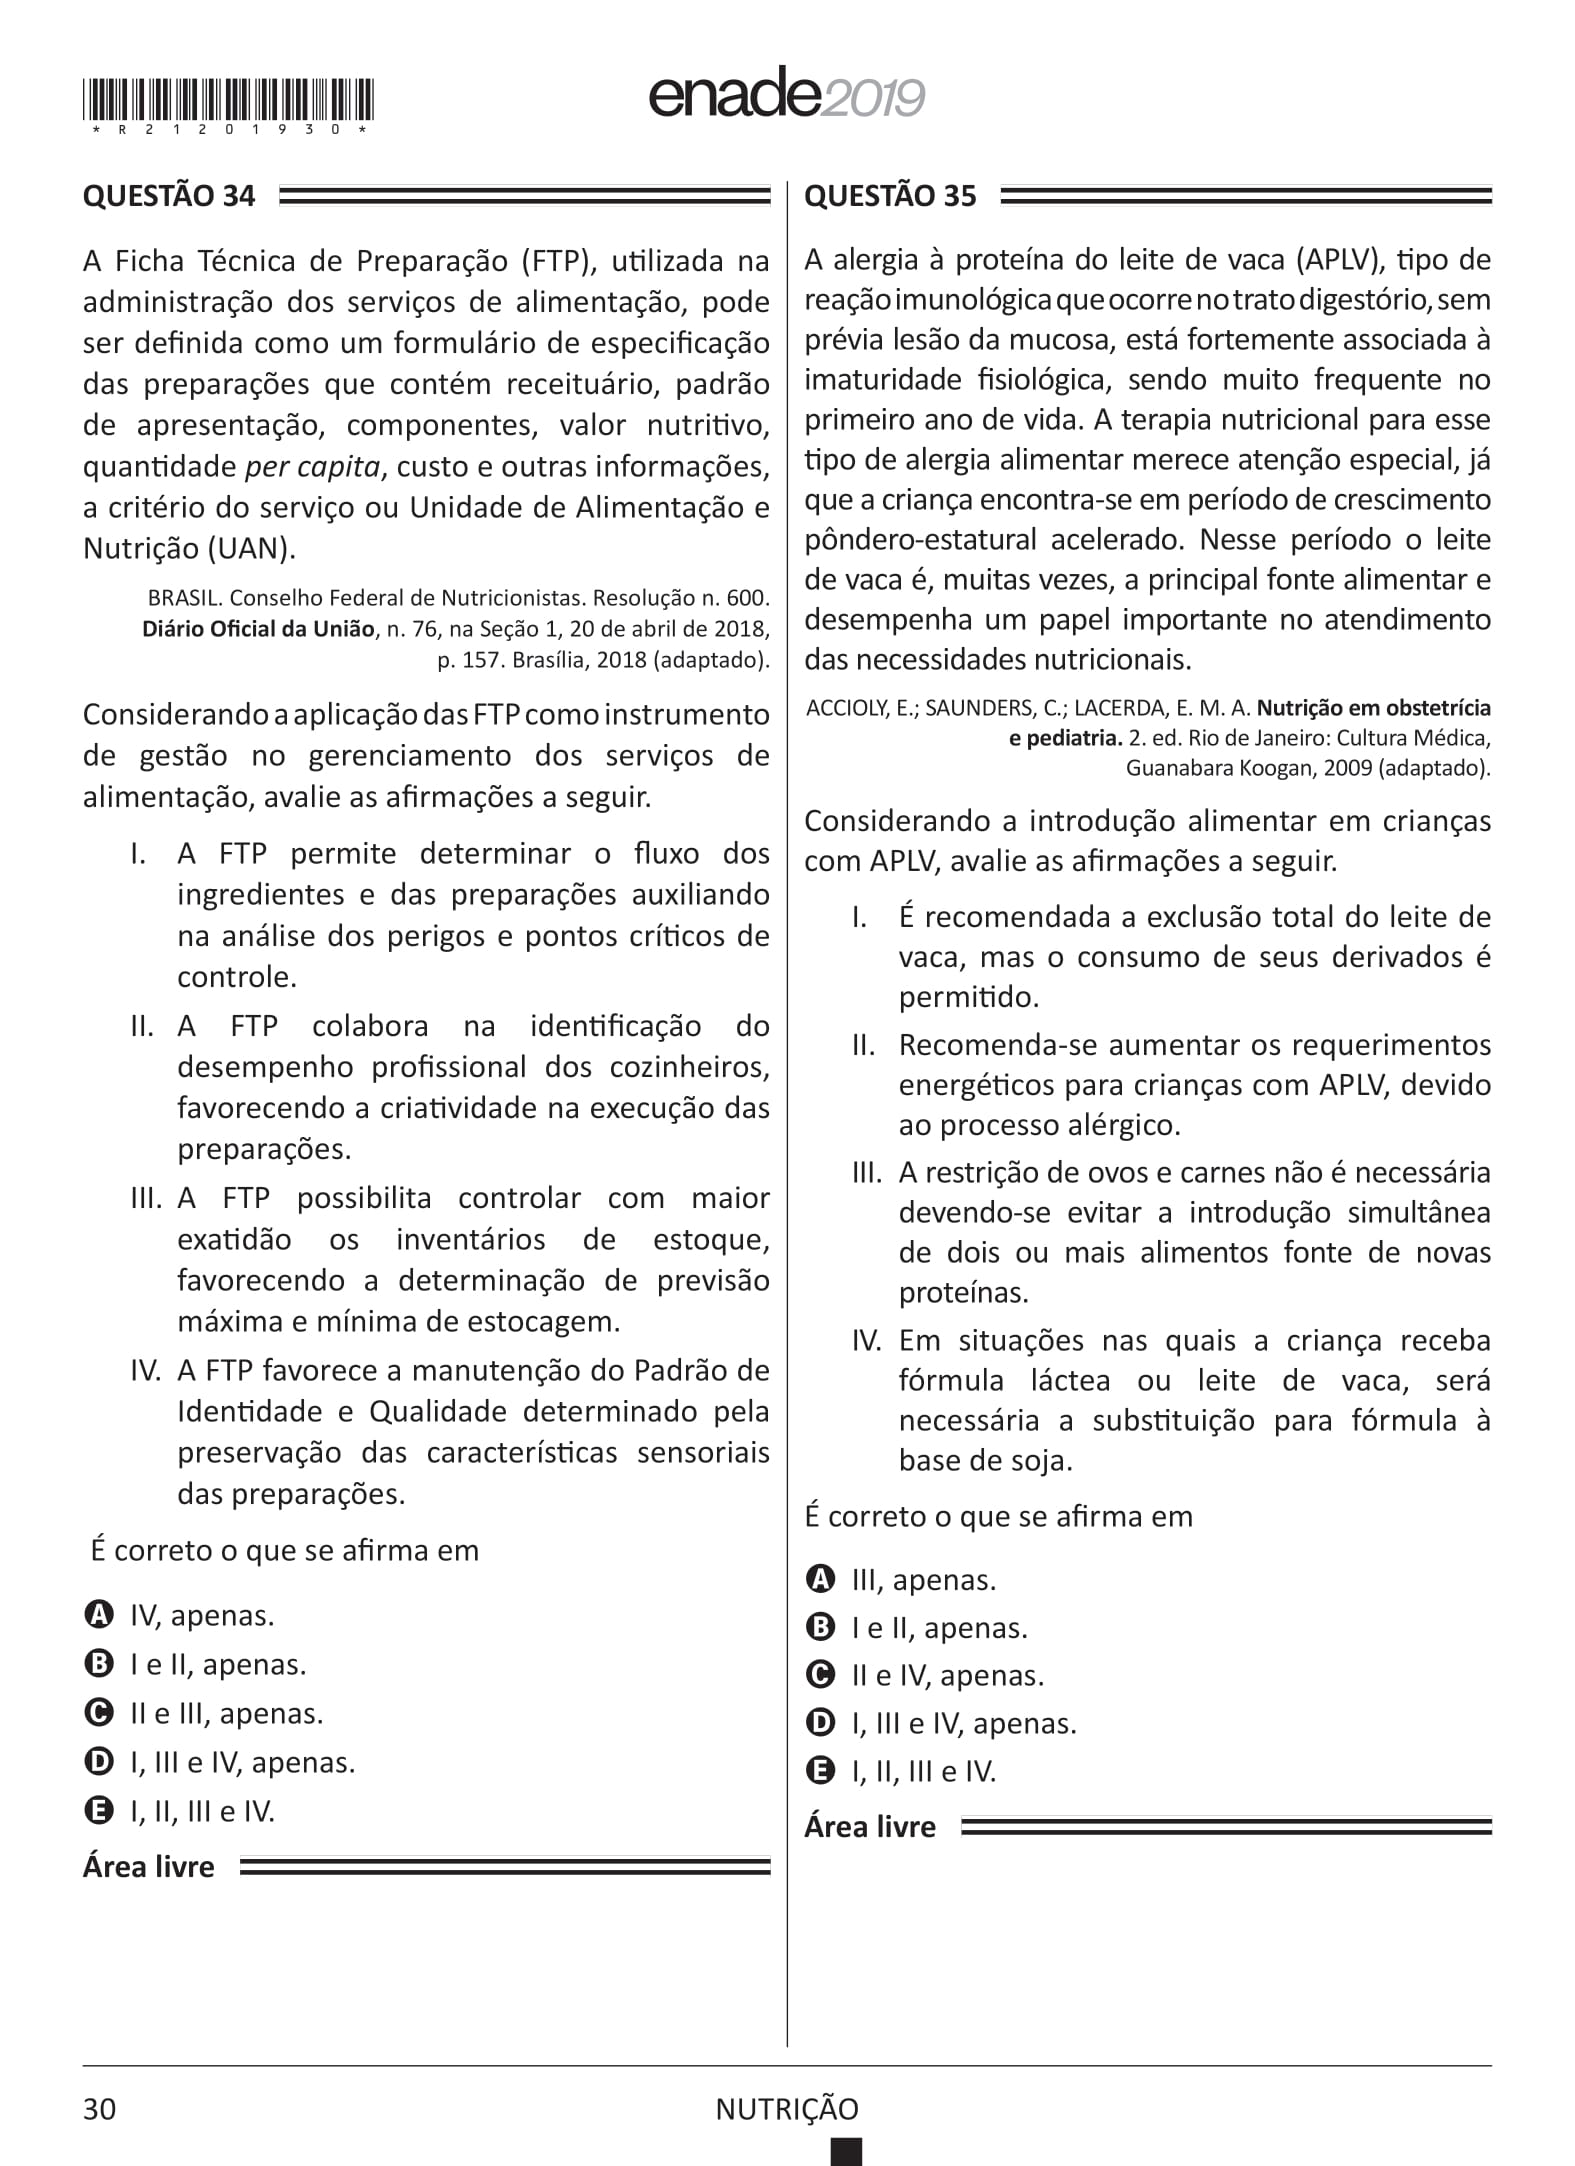 *R21201930*
enade2019
QUESTÃO 34
A Ficha Técnica de Preparação (FTP), utilizada na
administração dos serviços de alimentação, pode
ser definida como um formulário de especificação
das preparações que contém receituário, padrão
de apresentação, componentes, valor nutritivo,
quantidade per capita, custo e outras informações,
a critério do serviço ou Unidade de Alimentação e
Nutrição (UAN).
BRASIL. Conselho Federal de Nutricionistas. Resolução n. 600.
Diário Oficial da União, n. 76, na Seção 1, 20 de abril de 2018,
p. 157. Brasília, 2018 (adaptado).
Considerando a aplicação das FTP como instrumento
de gestão no gerenciamento dos serviços de
alimentação, avalie as afirmações a seguir.
I. A FTP permite determinar o fluxo dos
ingredientes e das preparações auxiliando
na análise dos perigos e pontos críticos de
controle.
II. A FTP colabora na identificação do
desempenho profissional dos cozinheiros,
favorecendo a criatividade na execução das
preparações.
III. A FTP possibilita controlar com maior
exatidão os inventários de estoque,
favorecendo a determinação de previsão
máxima e mínima de estocagem.
IV. A FTP favorece a manutenção do Padrão de
Identidade e Qualidade determinado pela
preservação das características sensoriais
das preparações.
É correto o que se afirma em
A IV, apenas.
B I e II, apenas.
C II e III, apenas.
D I, III e IV, apenas.
E I, II, III e IV.
Área livre
QUESTÃO 35
A alergia à proteína do leite de vaca (APLV), tipo de
reação imunológica que ocorre no trato digestório, sem
prévia lesão da mucosa, está fortemente associada à
imaturidade fisiológica, sendo muito frequente no
primeiro ano de vida. A terapia nutricional para esse
tipo de alergia alimentar merece atenção especial, já
que a criança encontra-se em período de crescimento
pôndero-estatural acelerado. Nesse período o leite
de vaca é, muitas vezes, a principal fonte alimentar e
desempenha um papel importante no atendimento
das necessidades nutricionais.
ACCIOLY, E.; SAUNDERS, C.; LACERDA, E. M. A. Nutrição em obstetrícia
e pediatria. 2. ed. Rio de Janeiro: Cultura Médica,
Guanabara Koogan, 2009 (adaptado).
Considerando a introdução alimentar em crianças
com APLV, avalie as afirmações a seguir.
I. É recomendada a exclusão total do leite de
vaca, mas o consumo de seus derivados é
permitido.
II. Recomenda-se aumentar os requerimentos
energéticos para crianças com APLV, devido
ao processo alérgico.
III. A restrição de ovos e carnes não é necessária
devendo-se evitar a introdução simultânea
de dois ou mais alimentos fonte de novas
proteínas.
IV. Em situações nas quais a criança receba
fórmula láctea ou leite de vaca, será
necessária a substituição para fórmula à
base de soja.
É correto o que se afirma em
A III, apenas.
B I e II, apenas.
C II e IV, apenas.
D I, III e IV, apenas.
E I, II, III e IV.
Área livre
30
NUTRIÇÃO